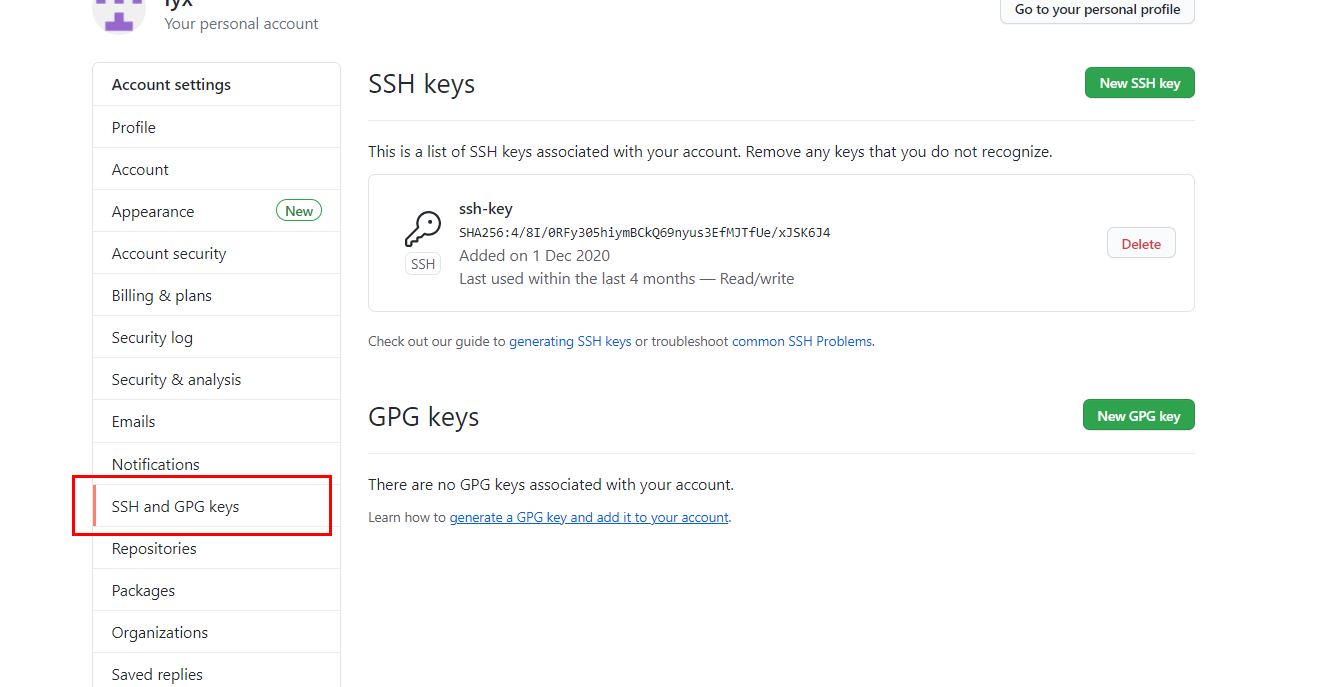 Your personal account
Go to your personal profile
Account settings
Profile
Account
Appearance New
Account security
Billing & plans
Security log
Security & analysis
Emails
Notifications
SSH and GPG keys
Repositories
Packages
Organizations
Saved replies
SSH keys
New SSH key
This is a list of SSH keys associated with your account. Remove any keys that you do not recognize.
ssh-key
SHA256:4/8I/0RFy305hiymBCkQ69nyus3EfMJTfUe/xJSK6J4
Added on 1 Dec 2020
Last used within the last 4 months — Read/write
SSH
Delete
Check out our guide to generating SSH keys or troubleshoot common SSH Problems.
GPG keys
New GPG key
There are no GPG keys associated with your account.
Learn how to generate a GPG key and add it to your account.